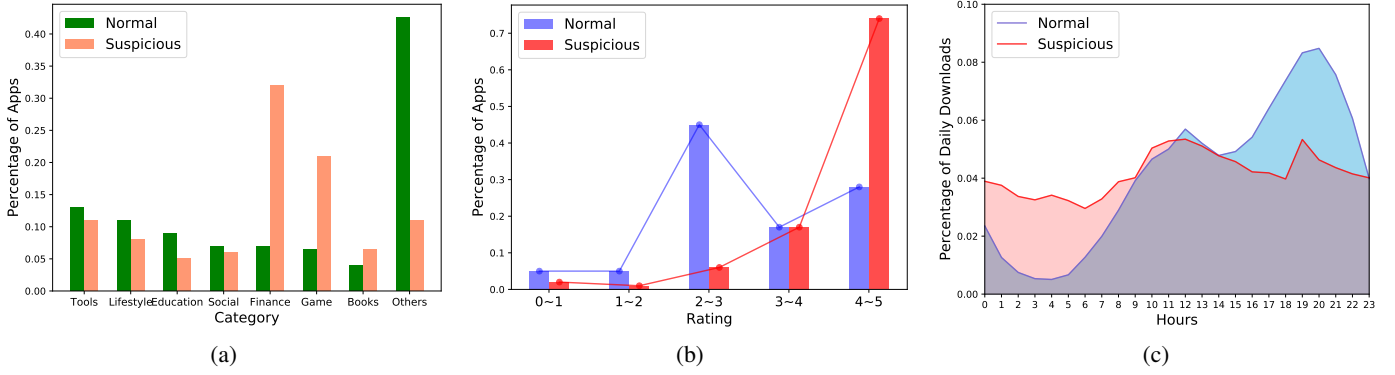 Normal
Suspicious
0.40
0.35
0.30
0.25
0.20
0.15
0.10
0.05
0.00
Percentage of Apps
Tools Lifestyle Education Social Finance Game Books Others
Category
(a)
Normal
Suspicious
0.7
0.6
0.5
0.4
0.3
0.2
0.1
0.0
Percentage of Apps
0~1 1~2 2~3 3~4 4~5
Rating
(b)
Normal
Suspicious
0.10
0.08
0.06
0.04
0.02
0.00
Percentage of Daily Downloads
0 1 2 3 4 5 6 7 8 9 10 11 12 13 14 15 16 17 18 19 20 21 22 23
Hours
(c)